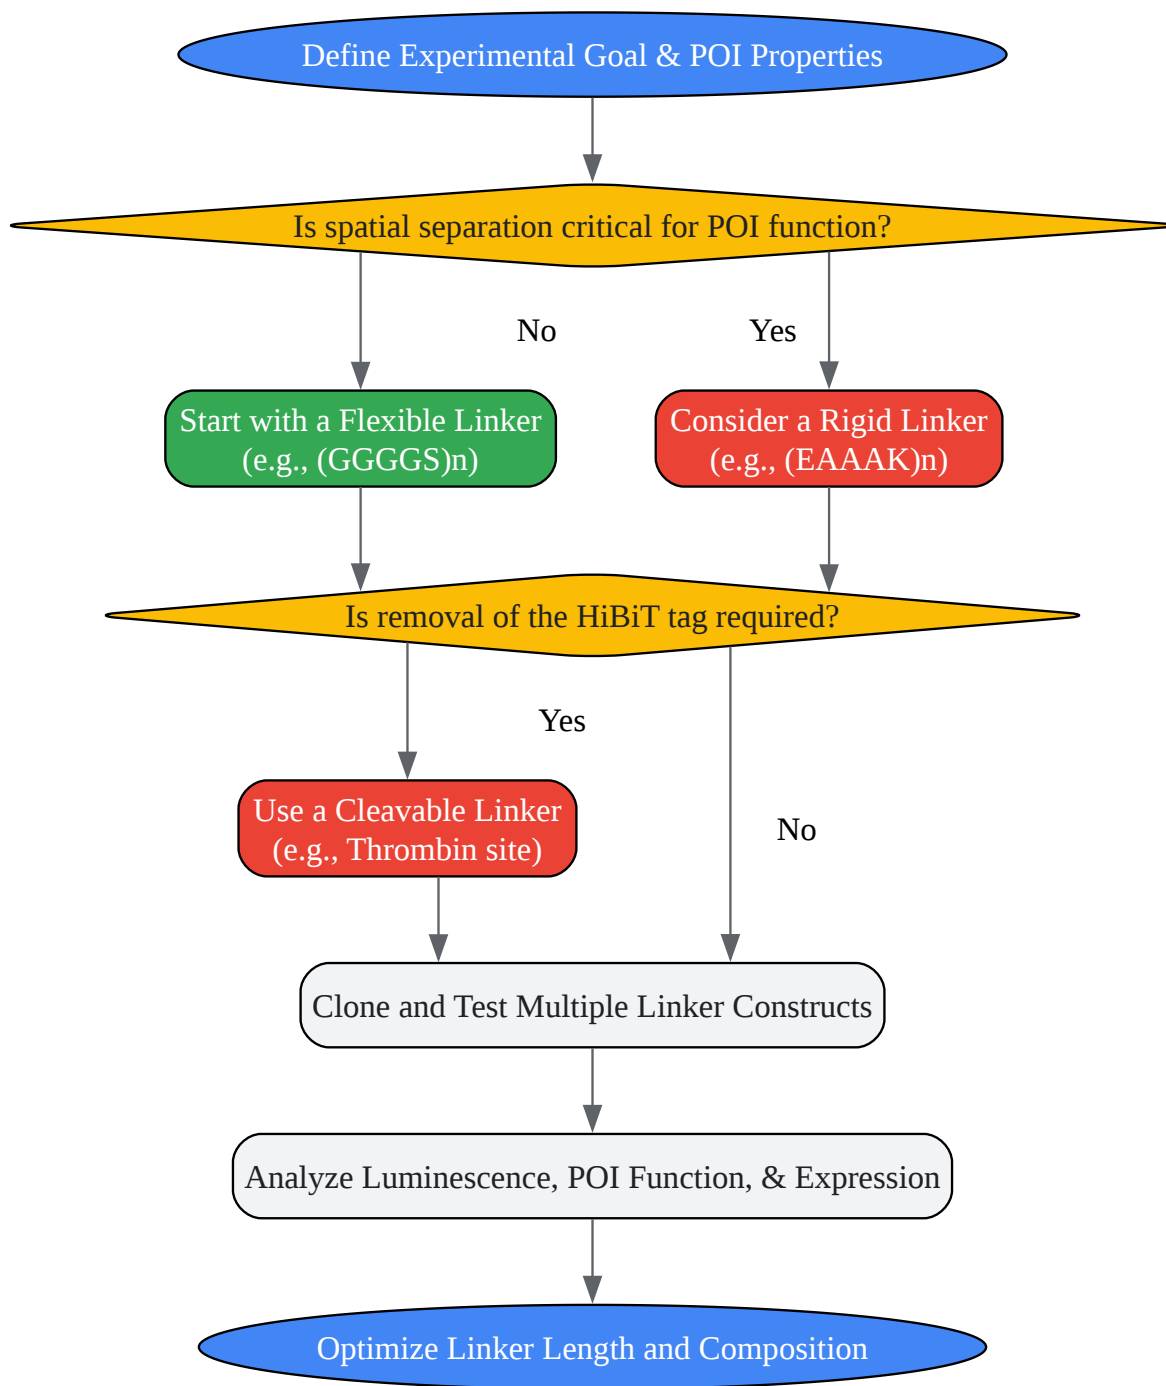 Define Experimental Goal & POI Properties
Is spatial separation critical for POI function?
No
Yes
Start with a Flexible Linker
(e.g., (GGGGS)n)
Consider a Rigid Linker
(e.g., (EAAAK)n)
Is removal of the HiBiT tag required?
Yes
Use a Cleavable Linker
(e.g., Thrombin site)
No
Clone and Test Multiple Linker Constructs
Analyze Luminescence, POI Function, & Expression
Optimize Linker Length and Composition